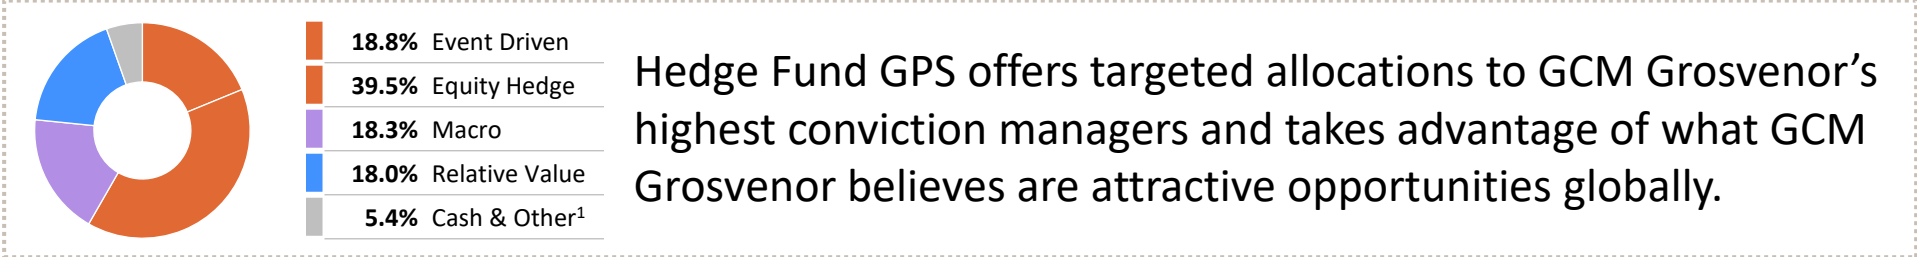 18.8% Event Driven
39.5% Equity Hedge
18.3% Macro
18.0% Relative Value
5.4% Cash & Other¹
Hedge Fund GPS offers targeted allocations to GCM Grosvenor’s
highest conviction managers and takes advantage of what GCM
Grosvenor believes are attractive opportunities globally.